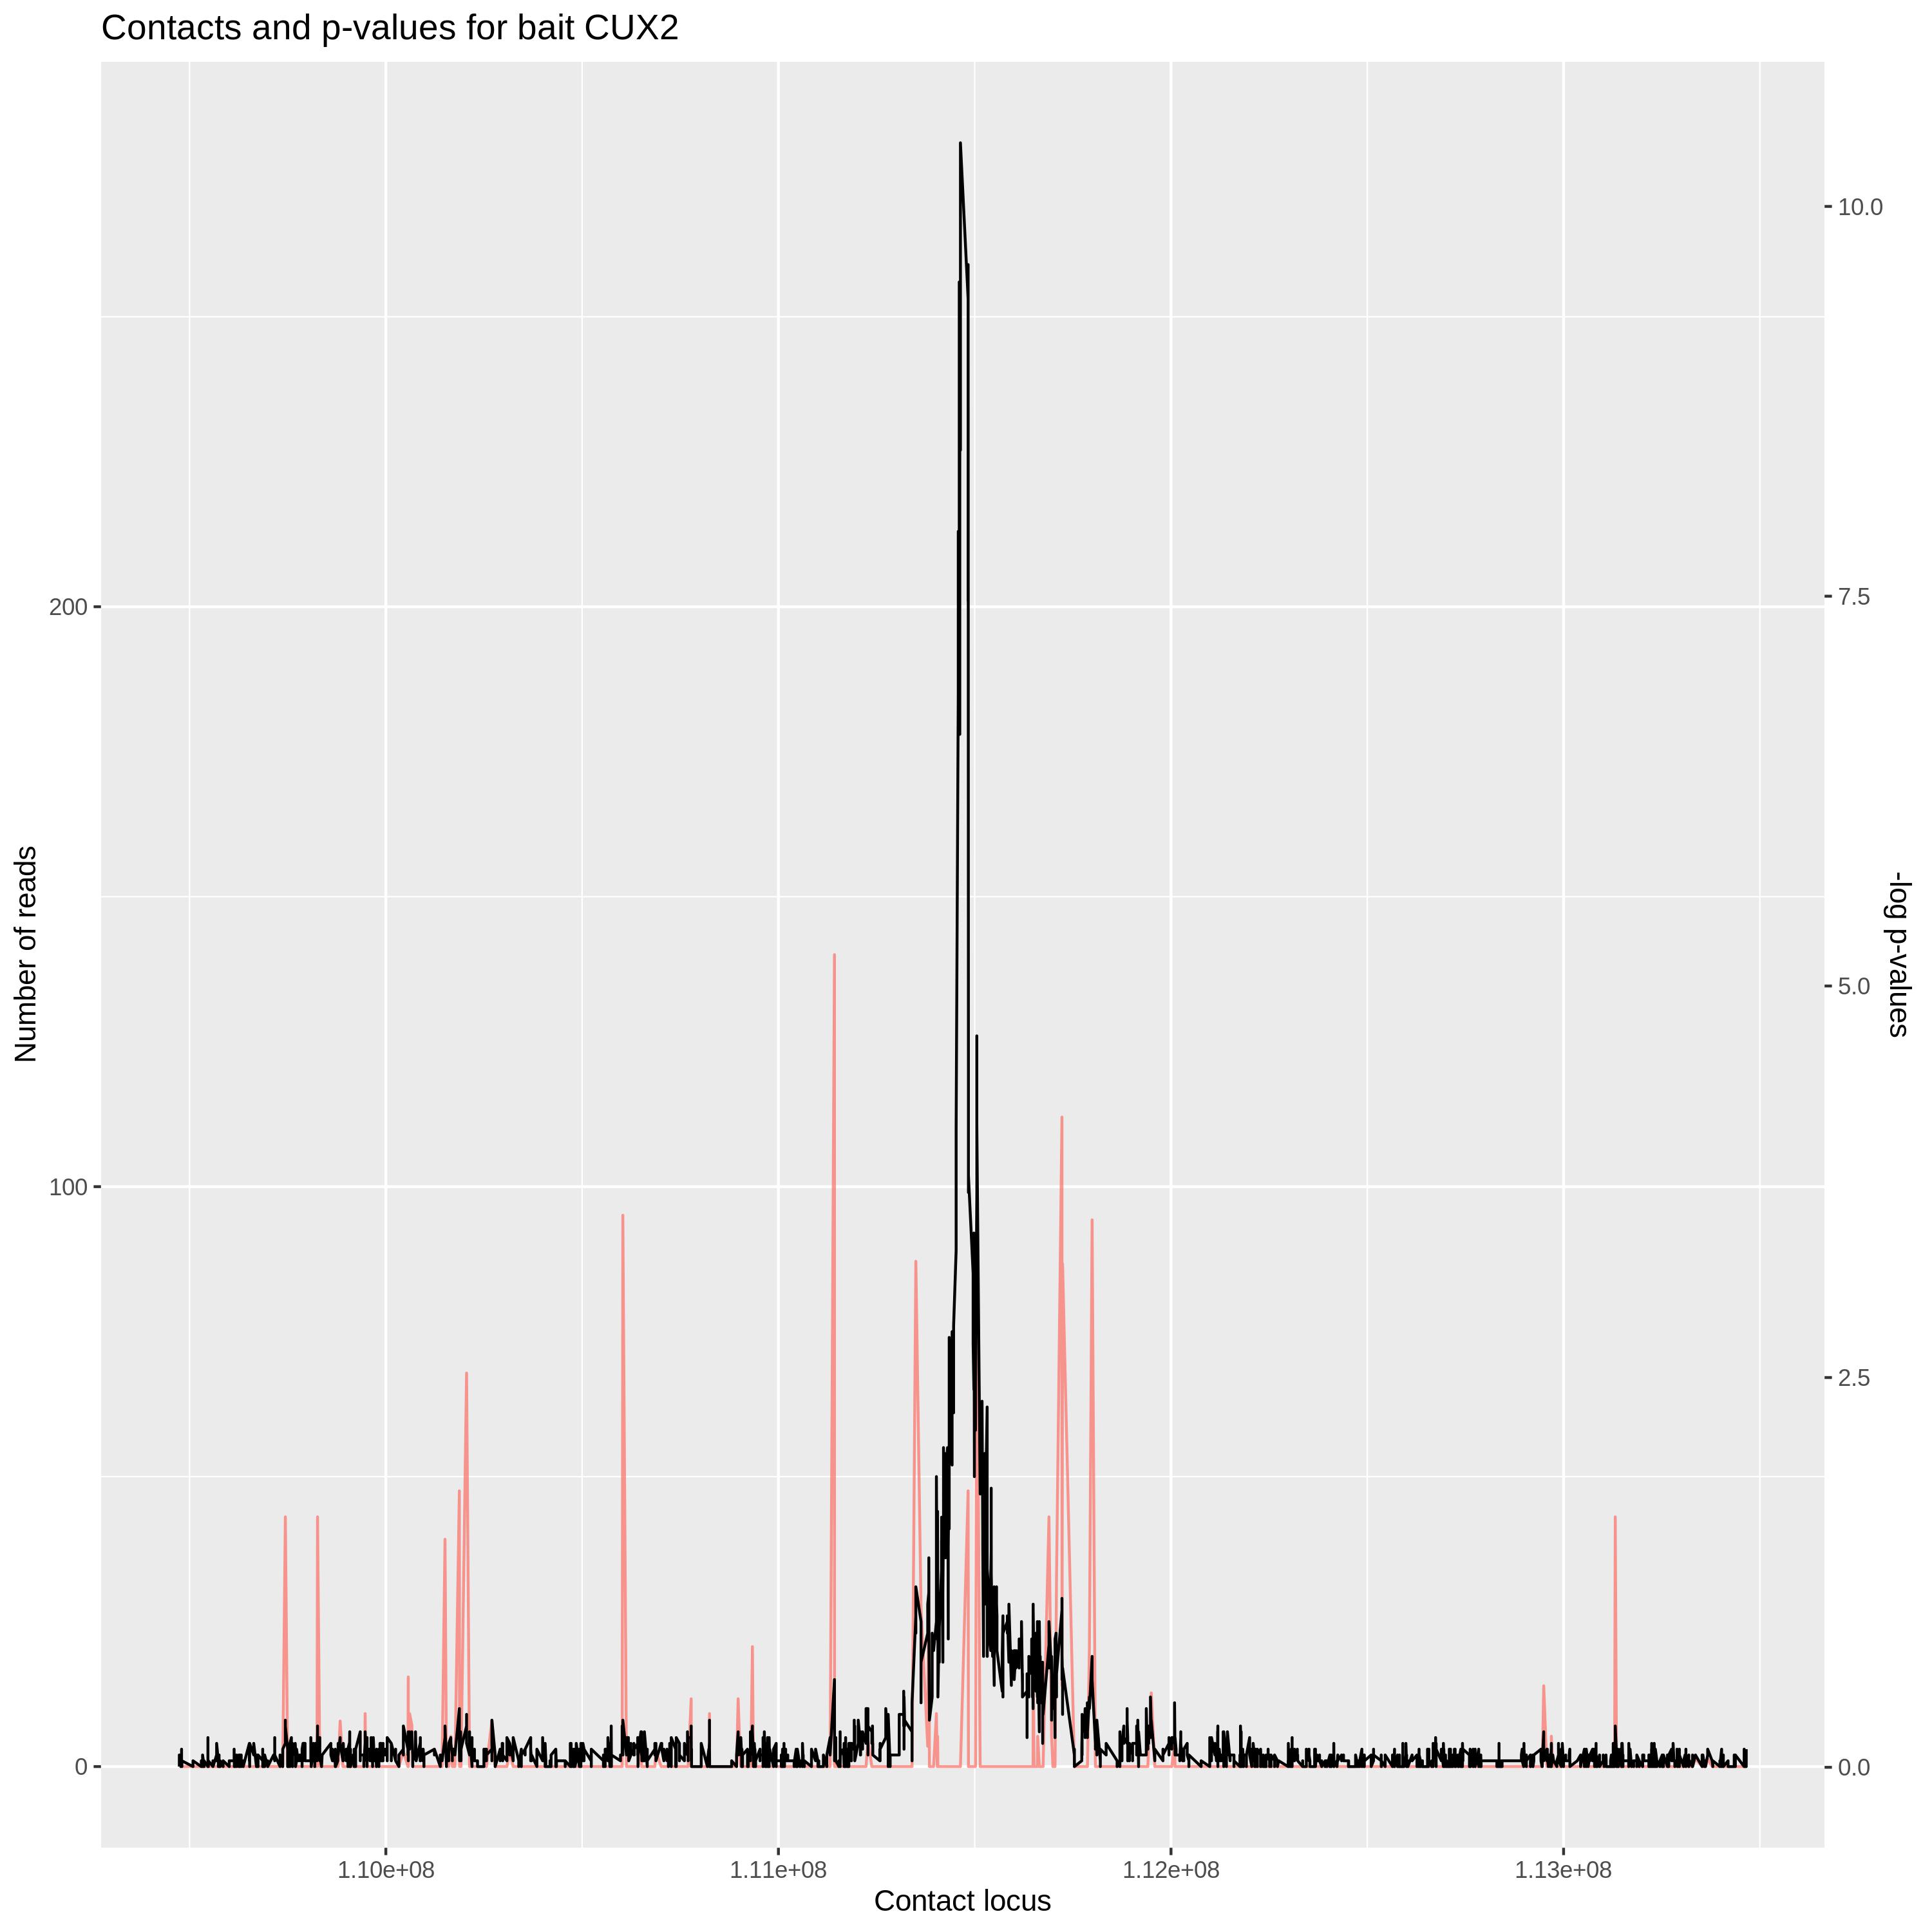 Contacts and p-values for bait CUX2
Number of reads
200
100
0
10.0
7.5
5.0
2.5
0.0
-log p-values
1.10e+08 1.11e+08 1.12e+08 1.13e+08
Contact locus